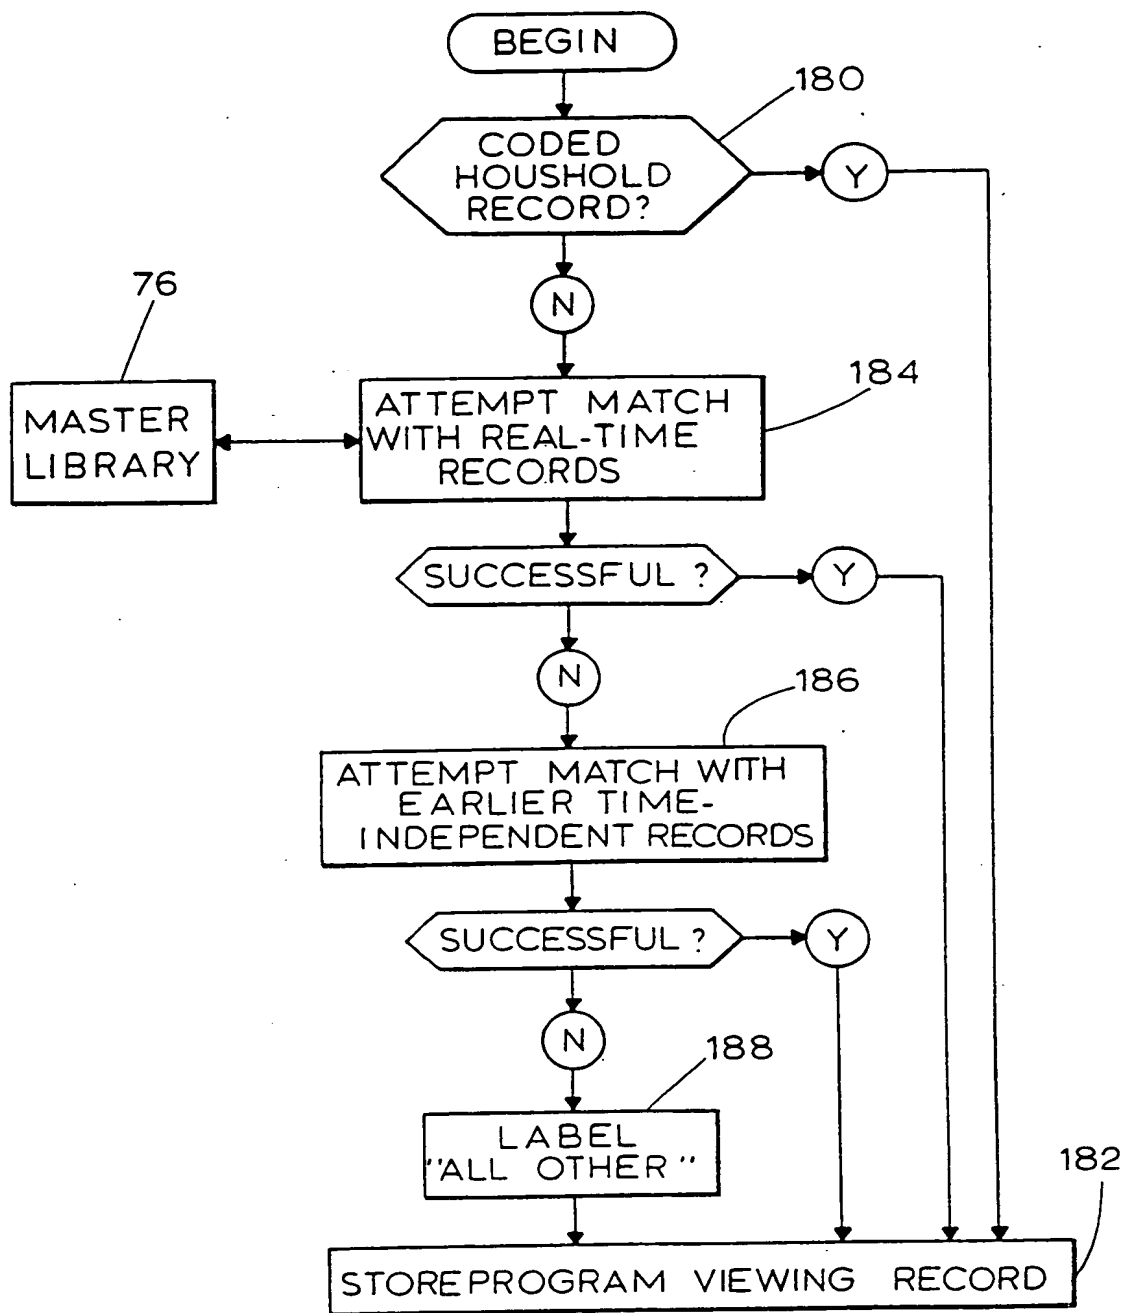 BEGIN
180
CODED
HOUSHOLD
RECORD?
Y
N
76
184
MASTER
LIBRARY
ATTEMPT MATCH
WITH REAL-TIME
RECORDS
SUCCESSFUL ?
Y
N
186
ATTEMPT MATCH WITH
EARLIER TIME-
INDEPENDENT RECORDS
SUCCESSFUL ?
Y
N
188
LABEL
"ALL OTHER"
182
STOREPROGRAM VIEWING RECORD